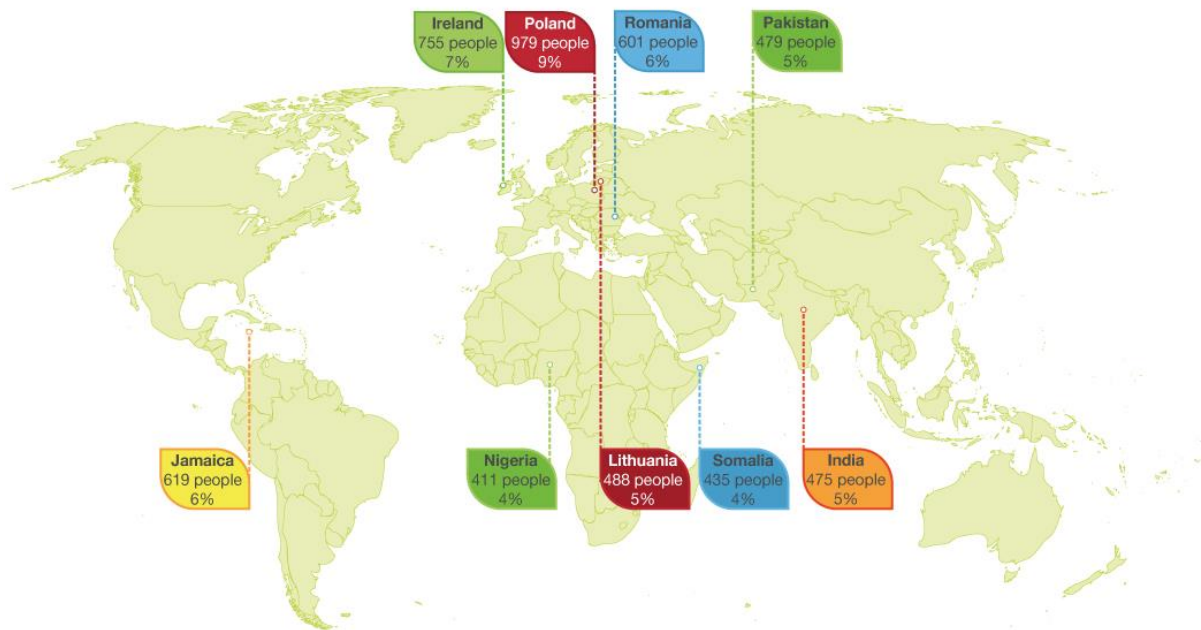 Ireland
755 people
7%
Poland
979 people
9%
Romania
601 people
6%
Pakistan
479 people
5%
Jamaica
619 people
6%
Nigeria
411 people
4%
Lithuania
488 people
5%
Somalia
435 people
4%
India
475 people
5%